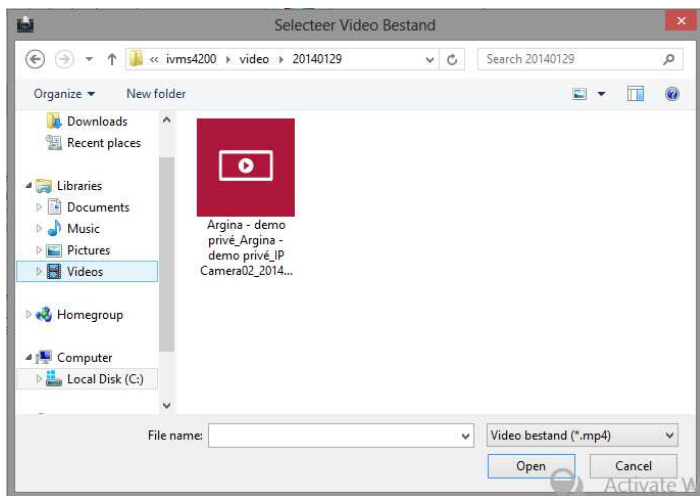 Selecteer Video Bestand
« ivms4200 video 20140129
Search 20140129
Organize
New folder
Downloads
Recent places
Libraries
Documents
Music
Pictures
Videos
Homegroup
Computer
Local Disk (C:)
Argina - demo
privé_Argina -
demo privé_IP
Camera02_2014...
File name:
Video bestand (*.mp4)
Open
Cancel
Activate W